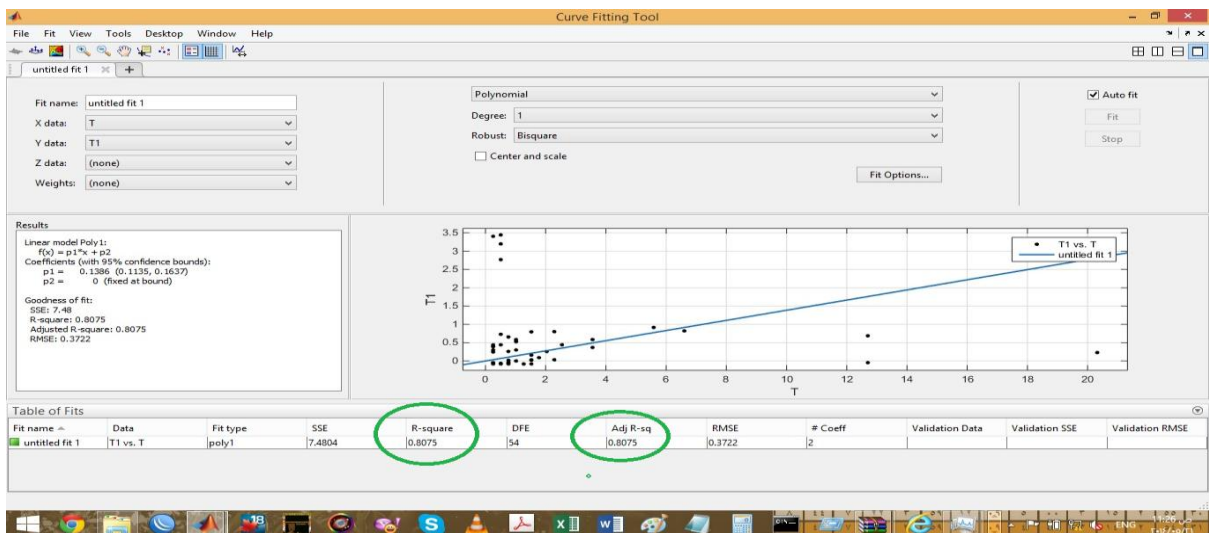 Curve Fitting Tool
File Fit View Tools Desktop Window Help
untitled fit 1
Fit name: untitled fit 1
X data: T
Y data: T1
Z data: (none)
Weights: (none)
Polynomial
Degree: 1
Robust: Bisquare
Center and scale
Fit Options...
Auto fit
Fit
Stop
Results
Linear model Poly1:
f(x) = p1*x + p2
Coefficients (with 95% confidence bounds):
p1 = 0.1386 (0.1135, 0.1637)
p2 = 0 (fixed at bound)
Goodness of fit:
SSE: 7.48
R-square: 0.8075
Adjusted R-square: 0.8075
RMSE: 0.3722
T1
3.5
3
2.5
2
1.5
1
0.5
0
0 2 4 6 8 10 12 14 16 18 20
T
T1 vs. T
untitled fit 1
Table of Fits
Fit name Data Fit type SSE R-square DFE Adj R-sq RMSE # Coeff Validation Data Validation SSE Validation RMSE
untitled fit 1 T1 vs. T poly1 7.4804 0.8075 54 0.8075 0.3722 2
18
ENG